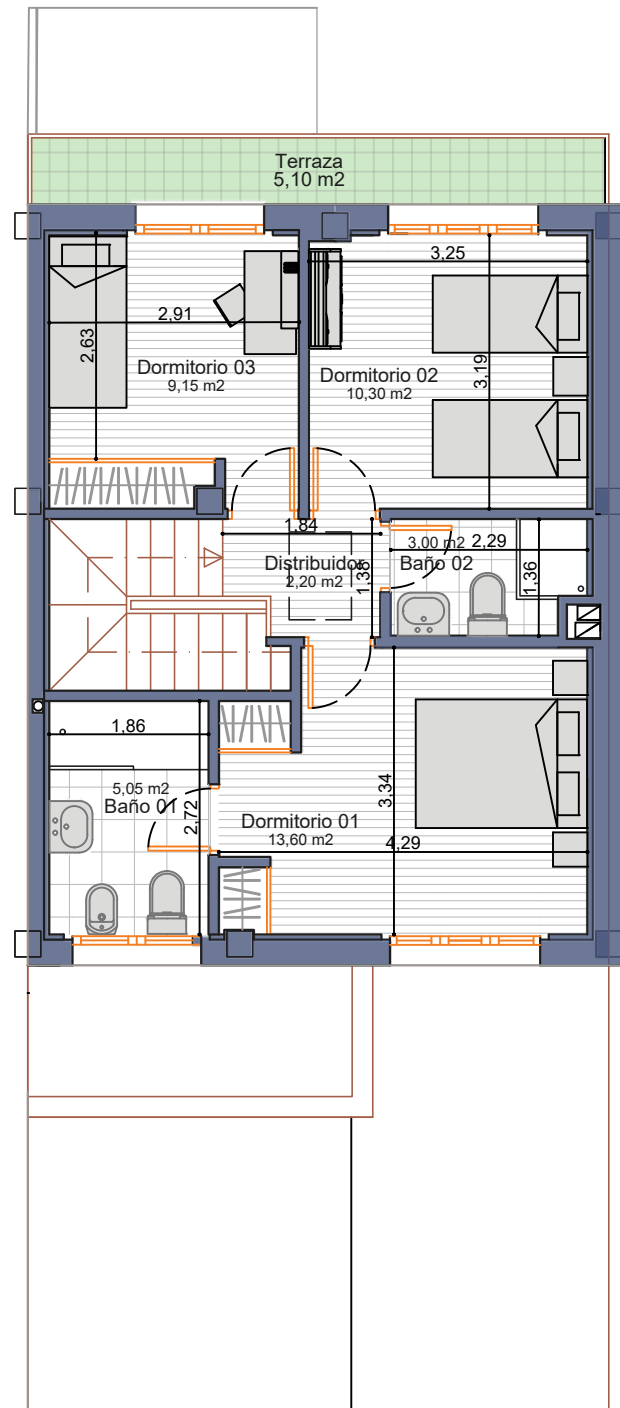 Terraza
5,10 m2
3,25
2,91
2,63
3,19
Dormitorio 03
9,15 m2
Dormitorio 02
10,30 m2
1,84
3,00 m2
2,29
Distribuidor
Baño 02
2,20 m2
1,38
1,36
1,86
5,05 m2
Baño 01
2,72
3,34
Dormitorio 01
13,60 m2
4,29